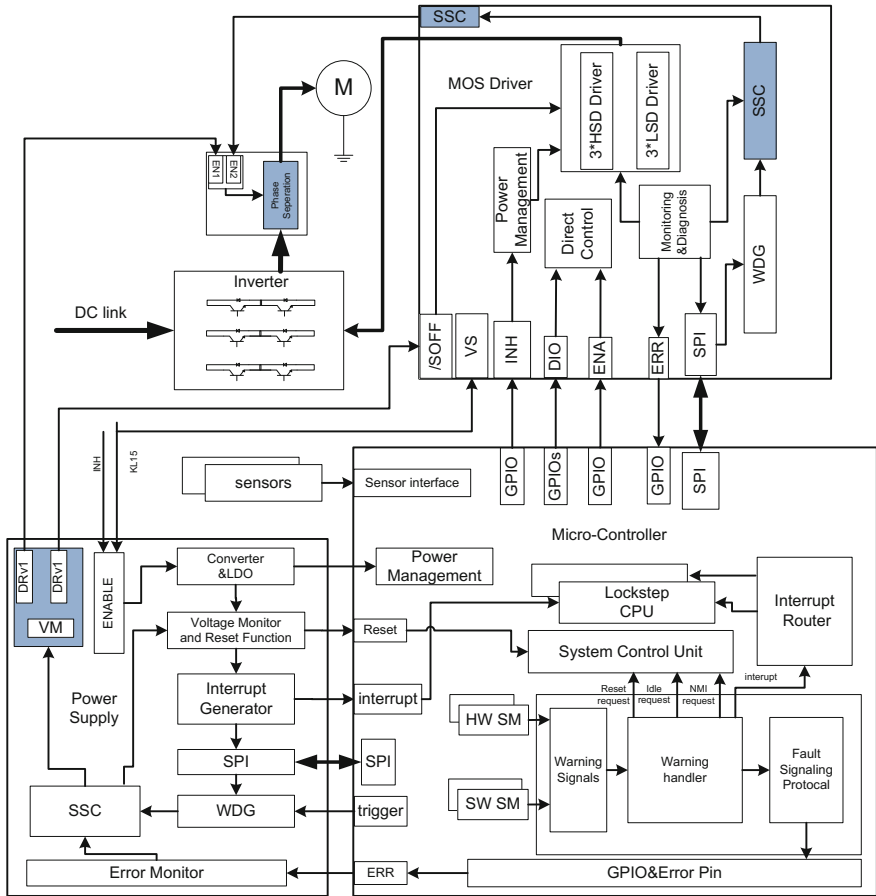 SSC
MOS Driver
3*HSD Driver
3*LSD Driver
SSC
M
EN1
EN2
Phase
Seperation
Power
Management
Direct
Control
Monitoring
&Diagnosis
WDG
Inverter
DC link
/SOFF
VS
INH
DIO
ENA
ERR
SPI
INH
KL15
sensors
Sensor interface
GPIO
GPIOs
GPIO
GPIO
SPI
Micro-Controller
DRv1
DRv1
VM
ENABLE
Converter
&LDO
Power
Management
Lockstep
CPU
Interrupt
Router
Voltage Monitor
and Reset Function
Reset
System Control Unit
Power
Supply
Interrupt
Generator
interrupt
Reset
request
Idle
request
NMI
request
interupt
HW SM
SW SM
Warning
Signals
Warning
handler
Fault
Signaling
Protocal
SPI
SPI
SSC
WDG
trigger
Error Monitor
ERR
GPIO&Error Pin